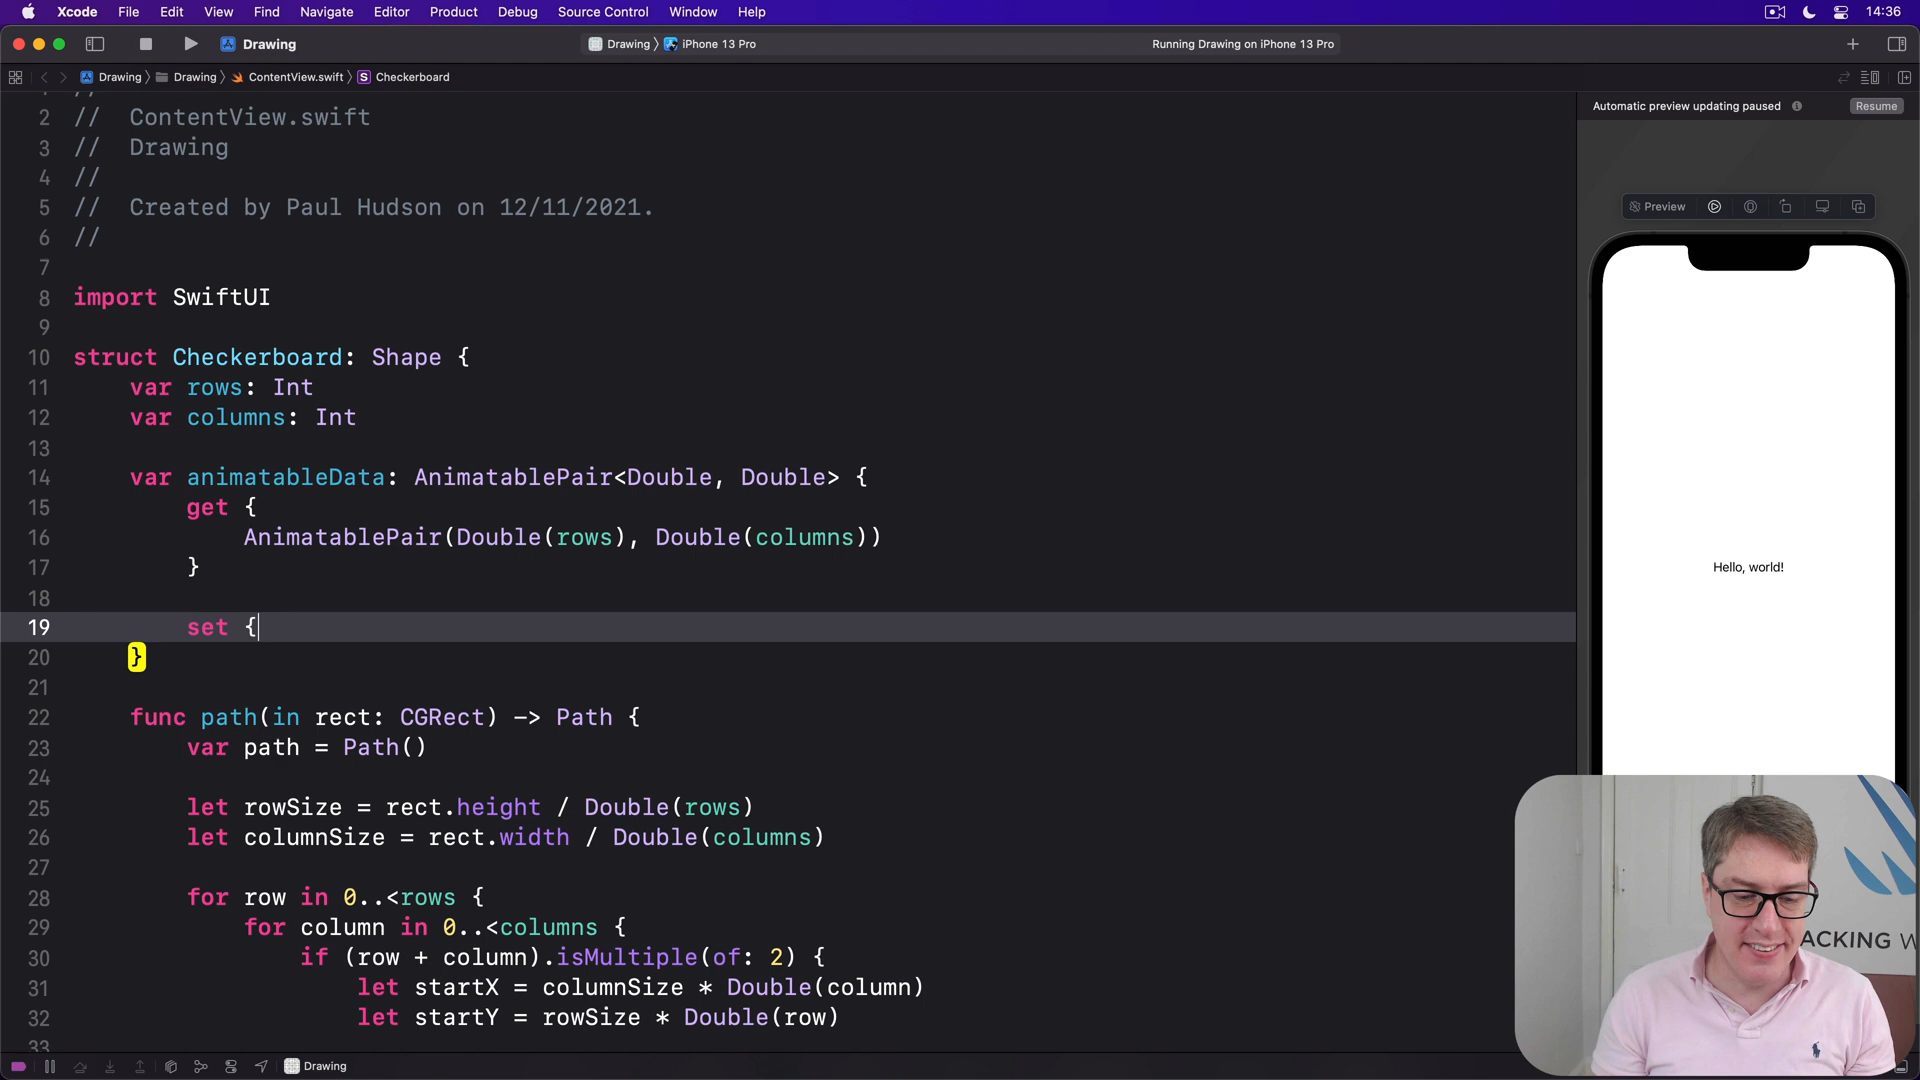 Xcode File Edit View Find Navigate Editor Product Debug Source Control Window Help 14:36
Drawing Drawing 〉 iPhone 13 Pro Running Drawing on iPhone 13 Pro
Drawing 〉 Drawing 〉 ContentView.swift 〉 S Checkerboard
Automatic preview updating paused Resume
Preview
2 // ContentView.swift
3 // Drawing
4 //
5 // Created by Paul Hudson on 12/11/2021.
6 //
7
8 import SwiftUI
9
10 struct Checkerboard: Shape {
11 var rows: Int
12 var columns: Int
13
14 var animatableData: AnimatablePair<Double, Double> {
15 get {
16 AnimatablePair(Double(rows), Double(columns))
17 }
18
19 set {
20 }
21
22 func path(in rect: CGRect) -> Path {
23 var path = Path()
24
25 let rowSize = rect.height / Double(rows)
26 let columnSize = rect.width / Double(columns)
27
28 for row in 0..<rows {
29 for column in 0..<columns {
30 if (row + column).isMultiple(of: 2) {
31 let startX = columnSize * Double(column)
32 let startY = rowSize * Double(row)
33
Hello, world!
ACKING W
Drawing